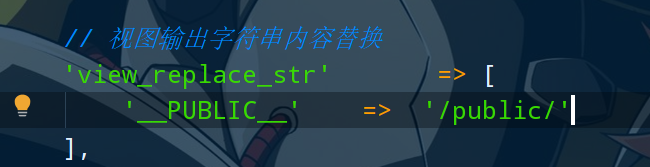 // 视图输出字符串内容替换
'view_replace_str'       => [
'__PUBLIC__'    =>  '/public/'
],